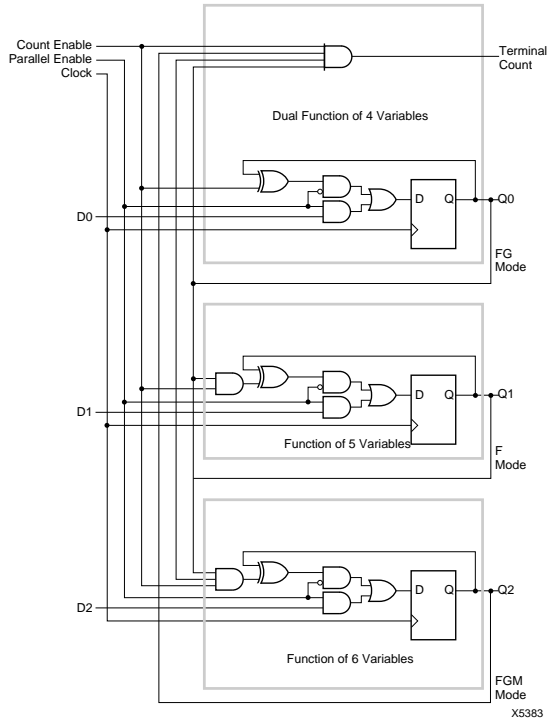 Count Enable
Parallel Enable
Clock
Terminal
Count
Dual Function of 4 Variables
D Q
Q0
D0
FG
Mode
D Q
Q1
D1
Function of 5 Variables
F
Mode
D Q
Q2
D2
Function of 6 Variables
FGM
Mode
X5383